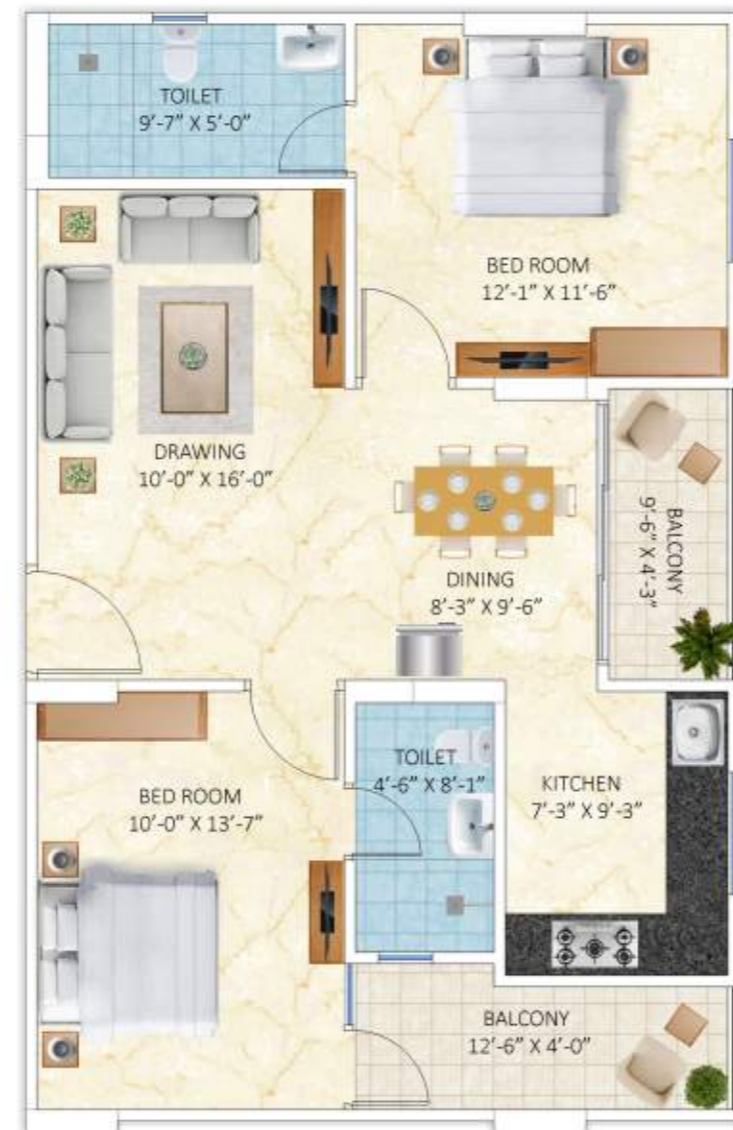 TOILET
9'-7" X 5'-0"
BED ROOM
12'-1" X 11'-6"
DRAWING
10'-0" X 16'-0"
BALCONY
9'-6" X 4'-3"
DINING
8'-3" X 9'-6"
TOILET
4'-6" X 8'-1"
KITCHEN
7'-3" X 9'-3"
BED ROOM
10'-0" X 13'-7"
BALCONY
12'-6" X 4'-0"